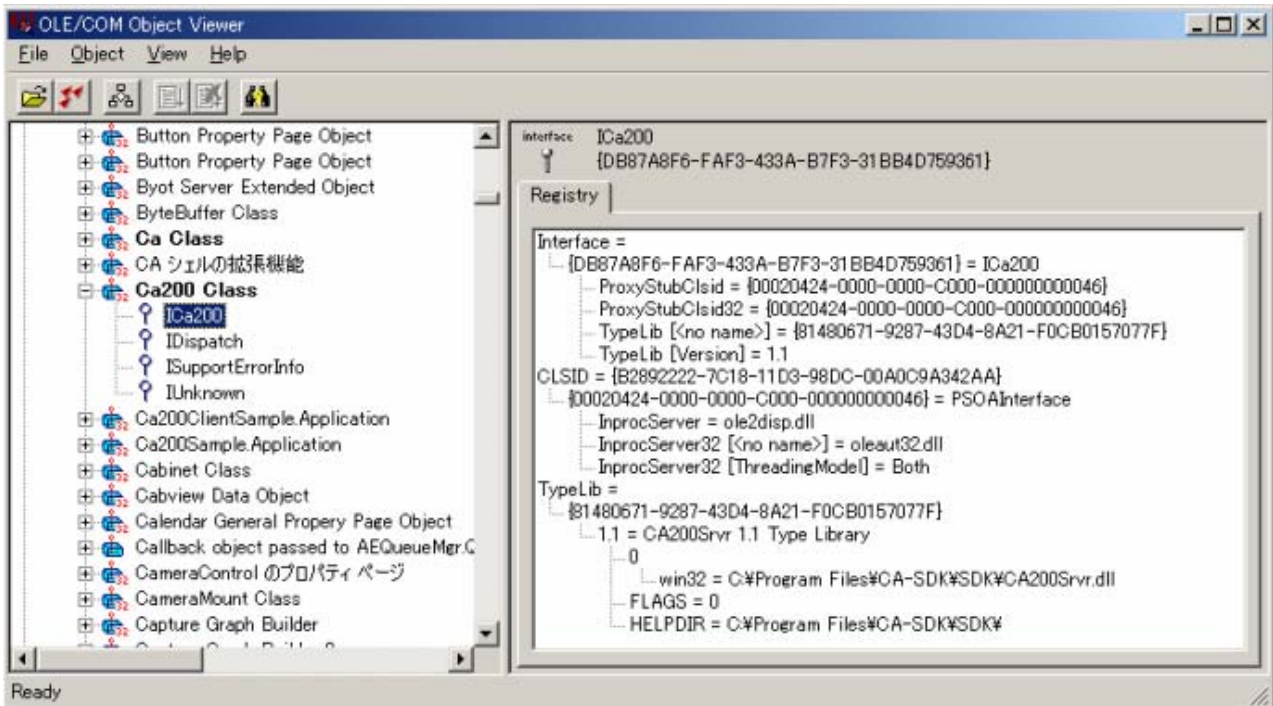 OLE/COM Object Viewer
File Object View Help
Button Property Page Object
Button Property Page Object
Byot Server Extended Object
ByteBuffer Class
Ca Class
CA シェルの拡張機能
Ca200 Class
ICa200
IDispatch
ISupportErrorInfo
IUnknown
Ca200ClientSample.Application
Ca200Sample.Application
Cabinet Class
Cabview Data Object
Calendar General Propery Page Object
Callback object passed to AEQueueMgr.Q
CameraControl のプロパティ ページ
CameraMount Class
Capture Graph Builder
interface ICa200
{DB87A8F6-FAF3-433A-B7F3-31BB4D759361}
Registry
Interface =
{DB87A8F6-FAF3-433A-B7F3-31BB4D759361} = ICa200
ProxyStubClsid = {00020424-0000-0000-C000-000000000046}
ProxyStubClsid32 = {00020424-0000-0000-C000-000000000046}
TypeLib [<no name>] = {81480671-9287-43D4-8A21-F0CB0157077F}
TypeLib [Version] = 1.1
CLSID = {B2892222-7C18-11D3-98DC-00A0C9A342AA}
{00020424-0000-0000-C000-000000000046} = PSOAInterface
InprocServer = ole2disp.dll
InprocServer32 [<no name>] = oleaut32.dll
InprocServer32 [ThreadingModel] = Both
TypeLib =
{81480671-9287-43D4-8A21-F0CB0157077F}
1.1 = CA200Srvr 1.1 Type Library
0
win32 = C:¥Program Files¥CA-SDK¥SDK¥CA200Srvr.dll
FLAGS = 0
HELPDIR = C:¥Program Files¥CA-SDK¥SDK¥
Ready